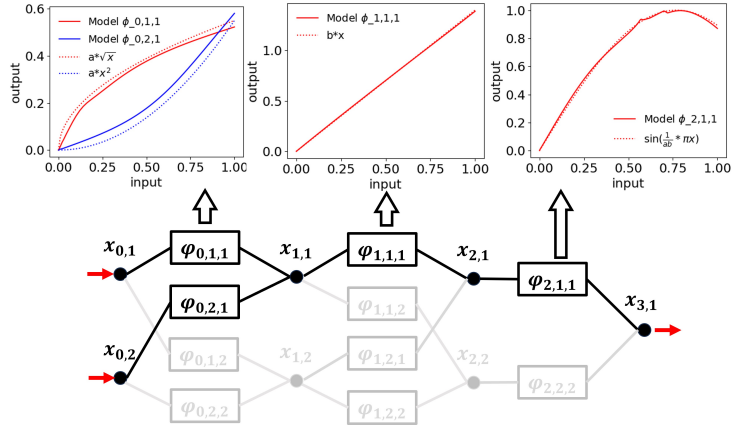 0.6
0.4
0.2
0.0
output
0.00 0.25 0.50 0.75 1.00
input
Model ϕ_0,1,1
Model ϕ_0,2,1
a*√x
a*x²
1.0
0.5
0.0
output
0.00 0.25 0.50 0.75 1.00
input
Model ϕ_1,1,1
b*x
1.0
0.8
0.6
0.4
0.2
0.0
output
0.00 0.25 0.50 0.75 1.00
input
Model ϕ_2,1,1
sin(1/ab * πx)
x0,1
φ0,1,1
x1,1
φ1,1,1
x2,1
φ2,1,1
φ0,2,1
φ1,1,2
x3,1
x0,2
φ0,1,2
x1,2
φ1,2,1
x2,2
φ2,2,2
φ0,2,2
φ1,2,2